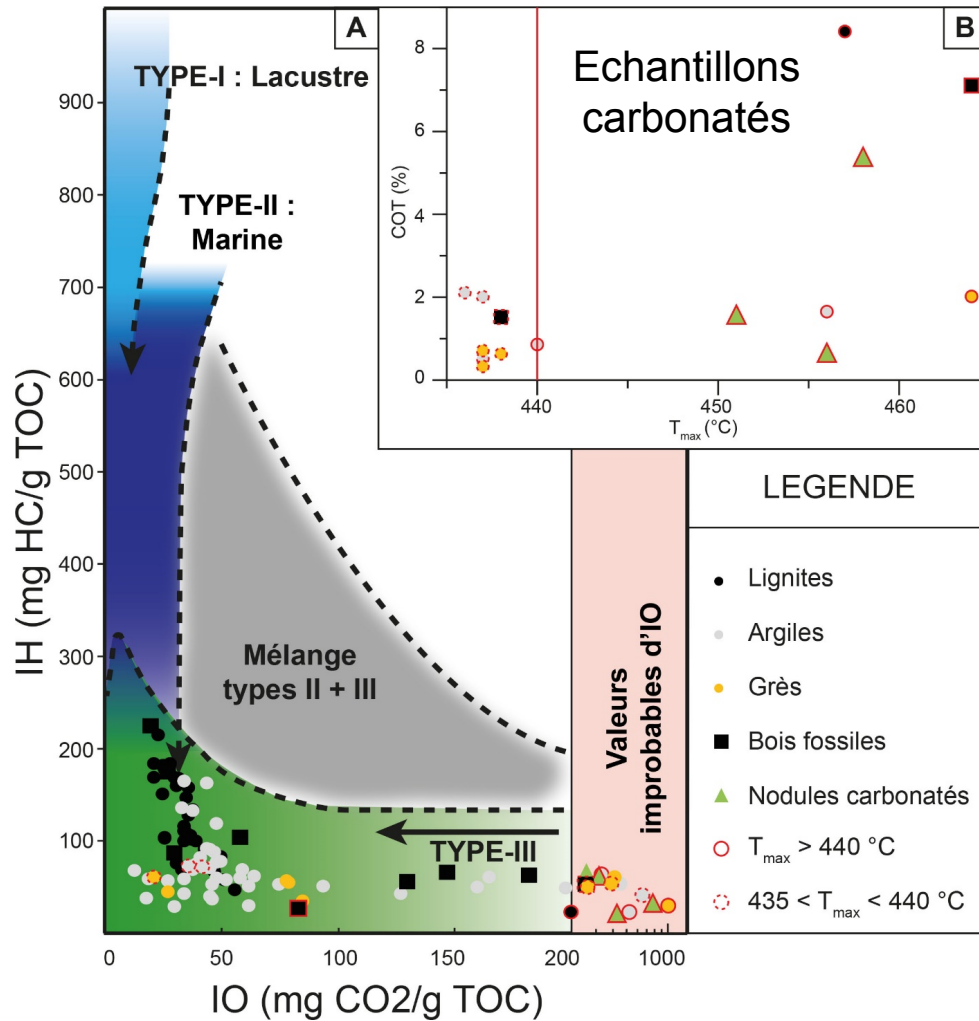 A
TYPE-I : Lacustre
TYPE-II :
Marine
Mélange
types II + III
TYPE-III
Valeurs
improbables d'IO
900
800
700
600
500
400
300
200
100
IH (mg HC/g TOC)
0
50
100
150
200
1000
IO (mg CO2/g TOC)
B
Echantillons
carbonatés
8
6
4
2
0
COT (%)
440
450
460
Tmax (°C)
LEGENDE
Lignites
Argiles
Grès
Bois fossiles
Nodules carbonatés
Tmax > 440 °C
435 < Tmax < 440 °C